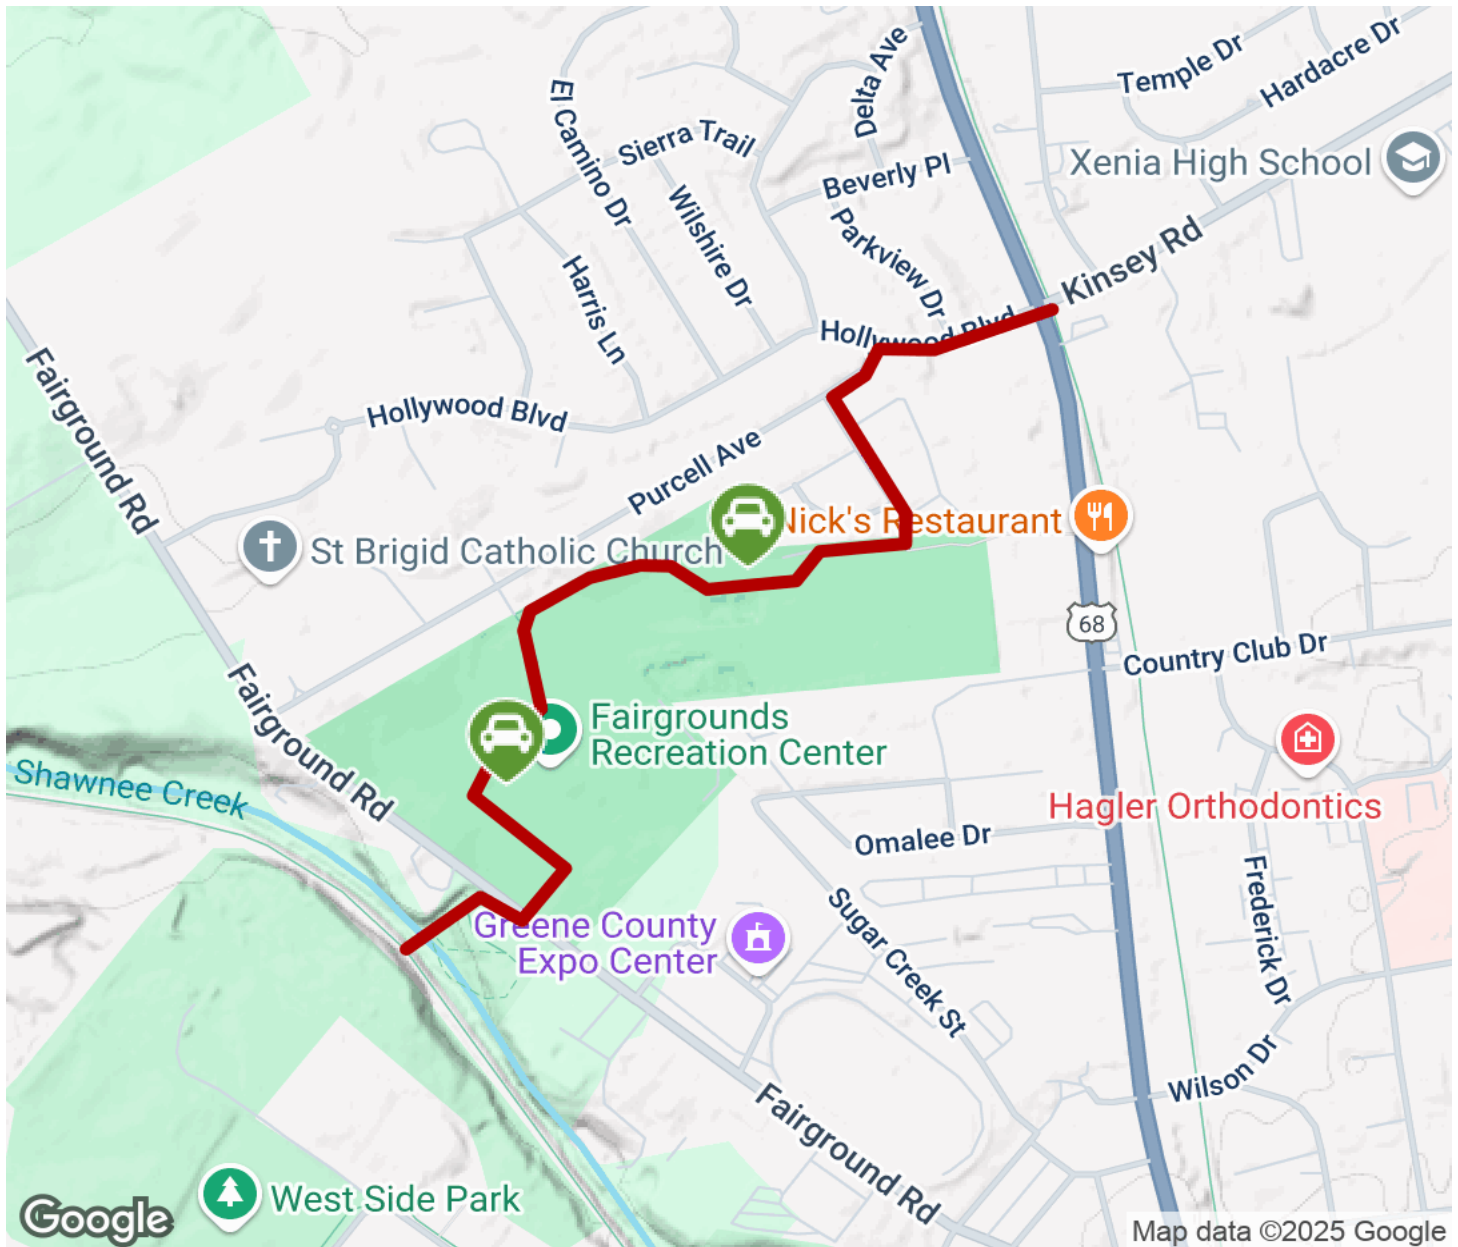 Delta Ave
Temple Dr
Hardacre Dr
El Camino Dr
Sierra Trail
Beverly Pl
Xenia High School
Wilshire Dr
Parkview Dr
Kinsey Rd
Harris Ln
Hollywood Blvd
Fairground Rd
Hollywood Blvd
Purcell Ave
Nick's Restaurant
St Brigid Catholic Church
68
Country Club Dr
Fairground Rd
Fairgrounds
Recreation Center
Shawnee Creek
Hagler Orthodontics
Omalee Dr
Frederick Dr
Sugar Creek St
Greene County
Expo Center
Wilson Dr
Fairground Rd
West Side Park
Google
Map data ©2025 Google